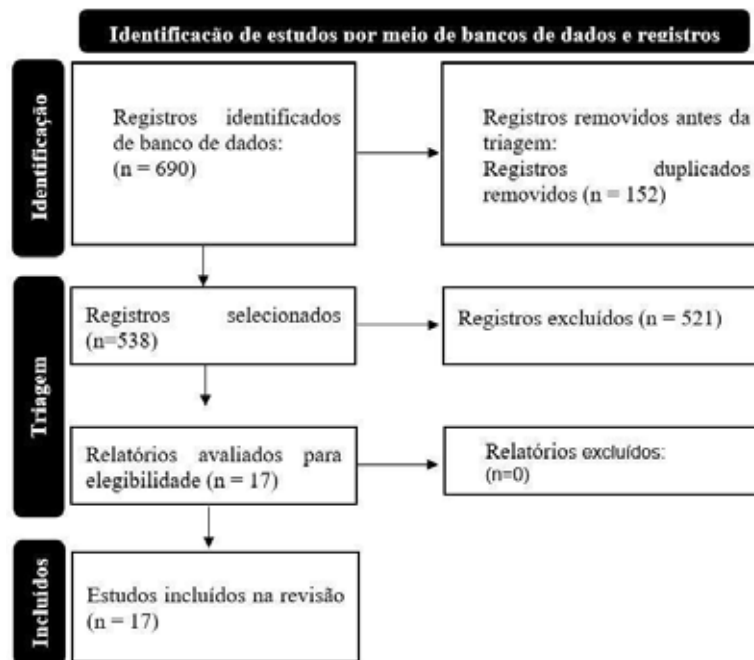 Identificação de estudos por meio de bancos de dados e registros
Identificação
Registros identificados
de banco de dados:
(n = 690)
Registros removidos antes da
triagem:
Registros duplicados
removidos (n = 152)
Triagem
Registros selecionados
(n=538)
Registros excluídos (n = 521)
Relatórios avaliados para
elegibilidade (n = 17)
Relatórios excluídos:
(n=0)
Incluídos
Estudos incluídos na revisão
(n = 17)